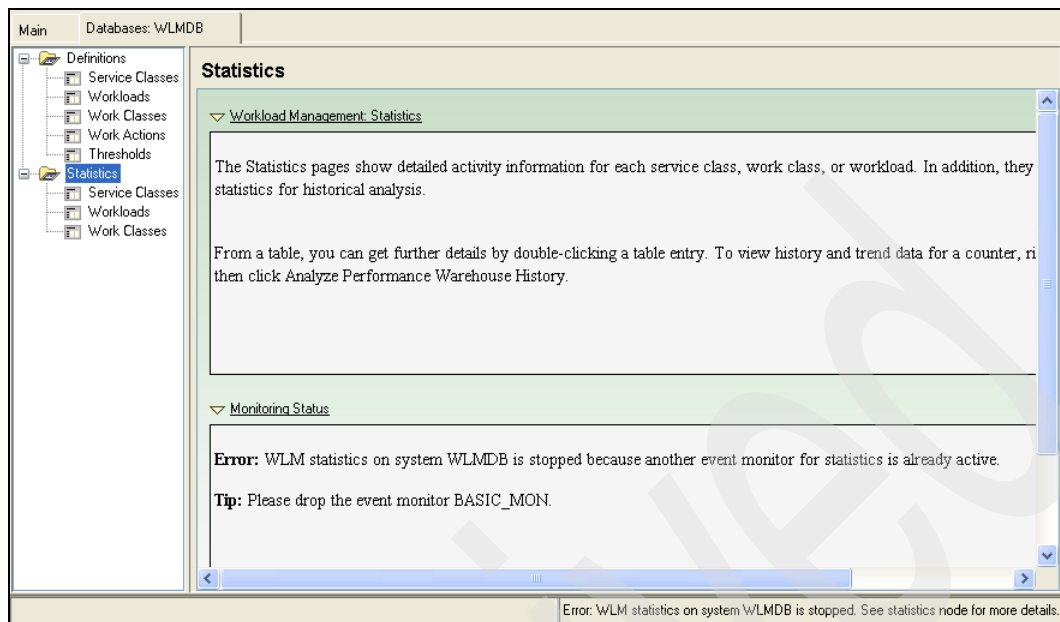 Main
Databases: WLMDB
Definitions
Service Classes
Workloads
Work Classes
Work Actions
Thresholds
Statistics
Service Classes
Workloads
Work Classes
Statistics
Workload Management: Statistics
The Statistics pages show detailed activity information for each service class, work class, or workload. In addition, they
statistics for historical analysis.
From a table, you can get further details by double-clicking a table entry. To view history and trend data for a counter, ri
then click Analyze Performance Warehouse History.
Monitoring Status
Error: WLM statistics on system WLMDB is stopped because another event monitor for statistics is already active.
Tip: Please drop the event monitor BASIC_MON.
Error: WLM statistics on system WLMDB is stopped. See statistics node for more details.